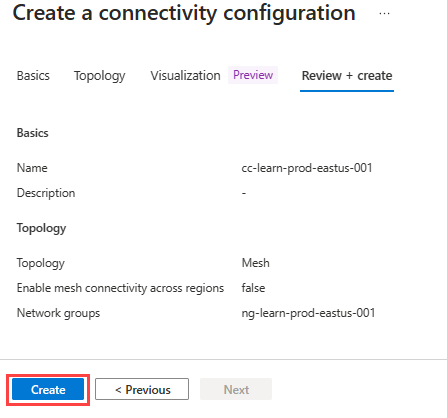 Create a connectivity configuration ...
Basics Topology Visualization Preview Review + create
Basics
Name cc-learn-prod-eastus-001
Description -
Topology
Topology Mesh
Enable mesh connectivity across regions false
Network groups ng-learn-prod-eastus-001
Create < Previous Next